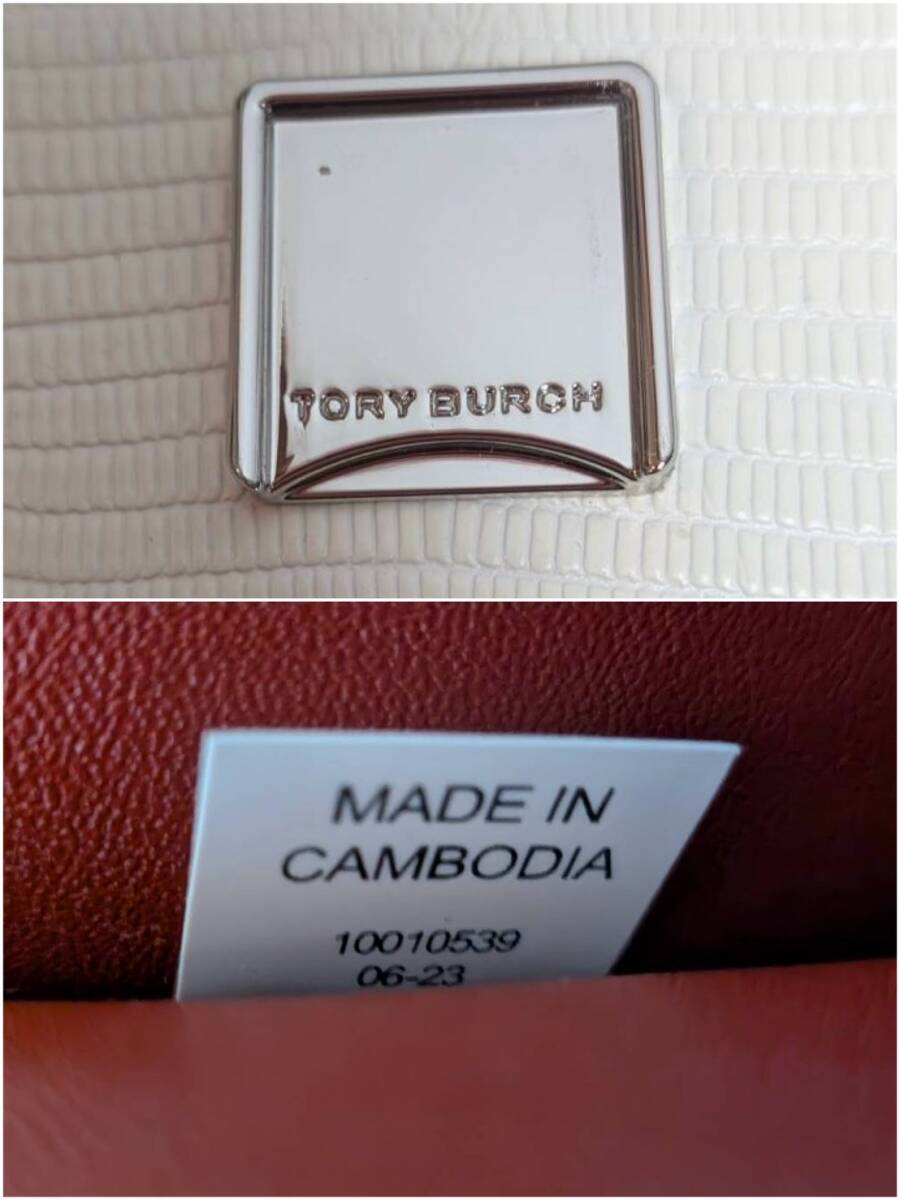 TORY BURCH
MADE IN
CAMBODIA
10010539
06-23